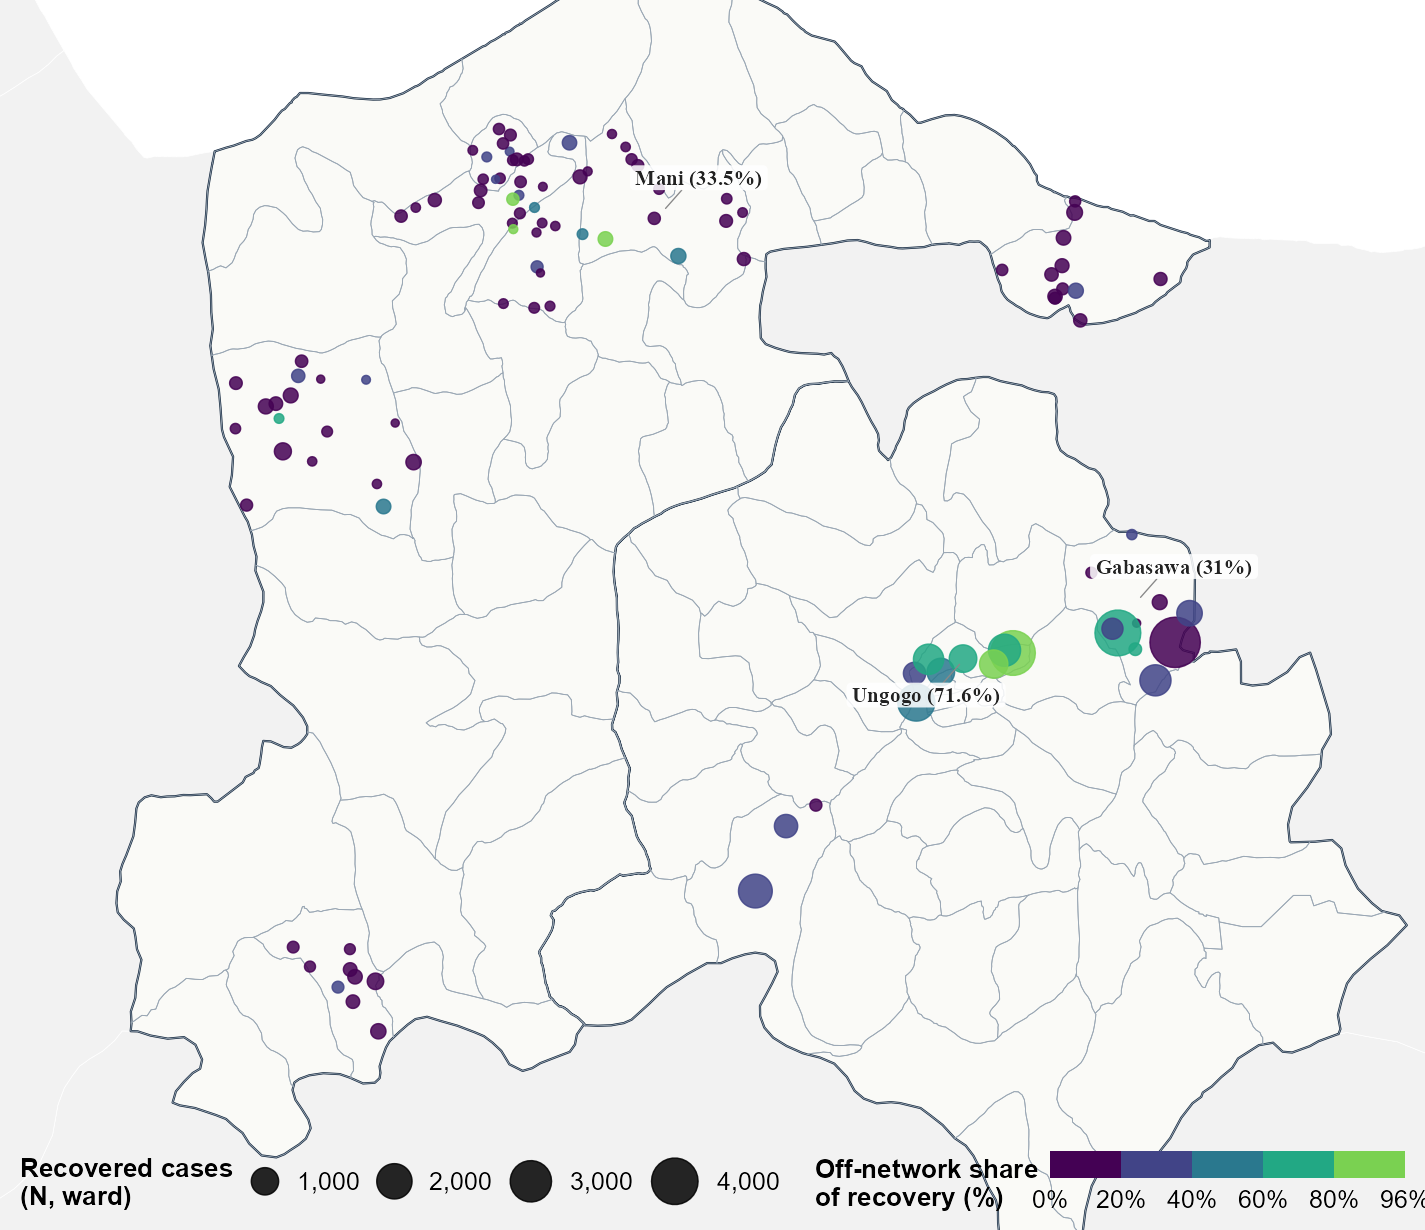 Mani (33.5%)
Gabasawa (31%)
Ungogo (71.6%)
Recovered cases
(N, ward)
1,000 2,000 3,000 4,000
Off-network share
of recovery (%)
0% 20% 40% 60% 80% 96%